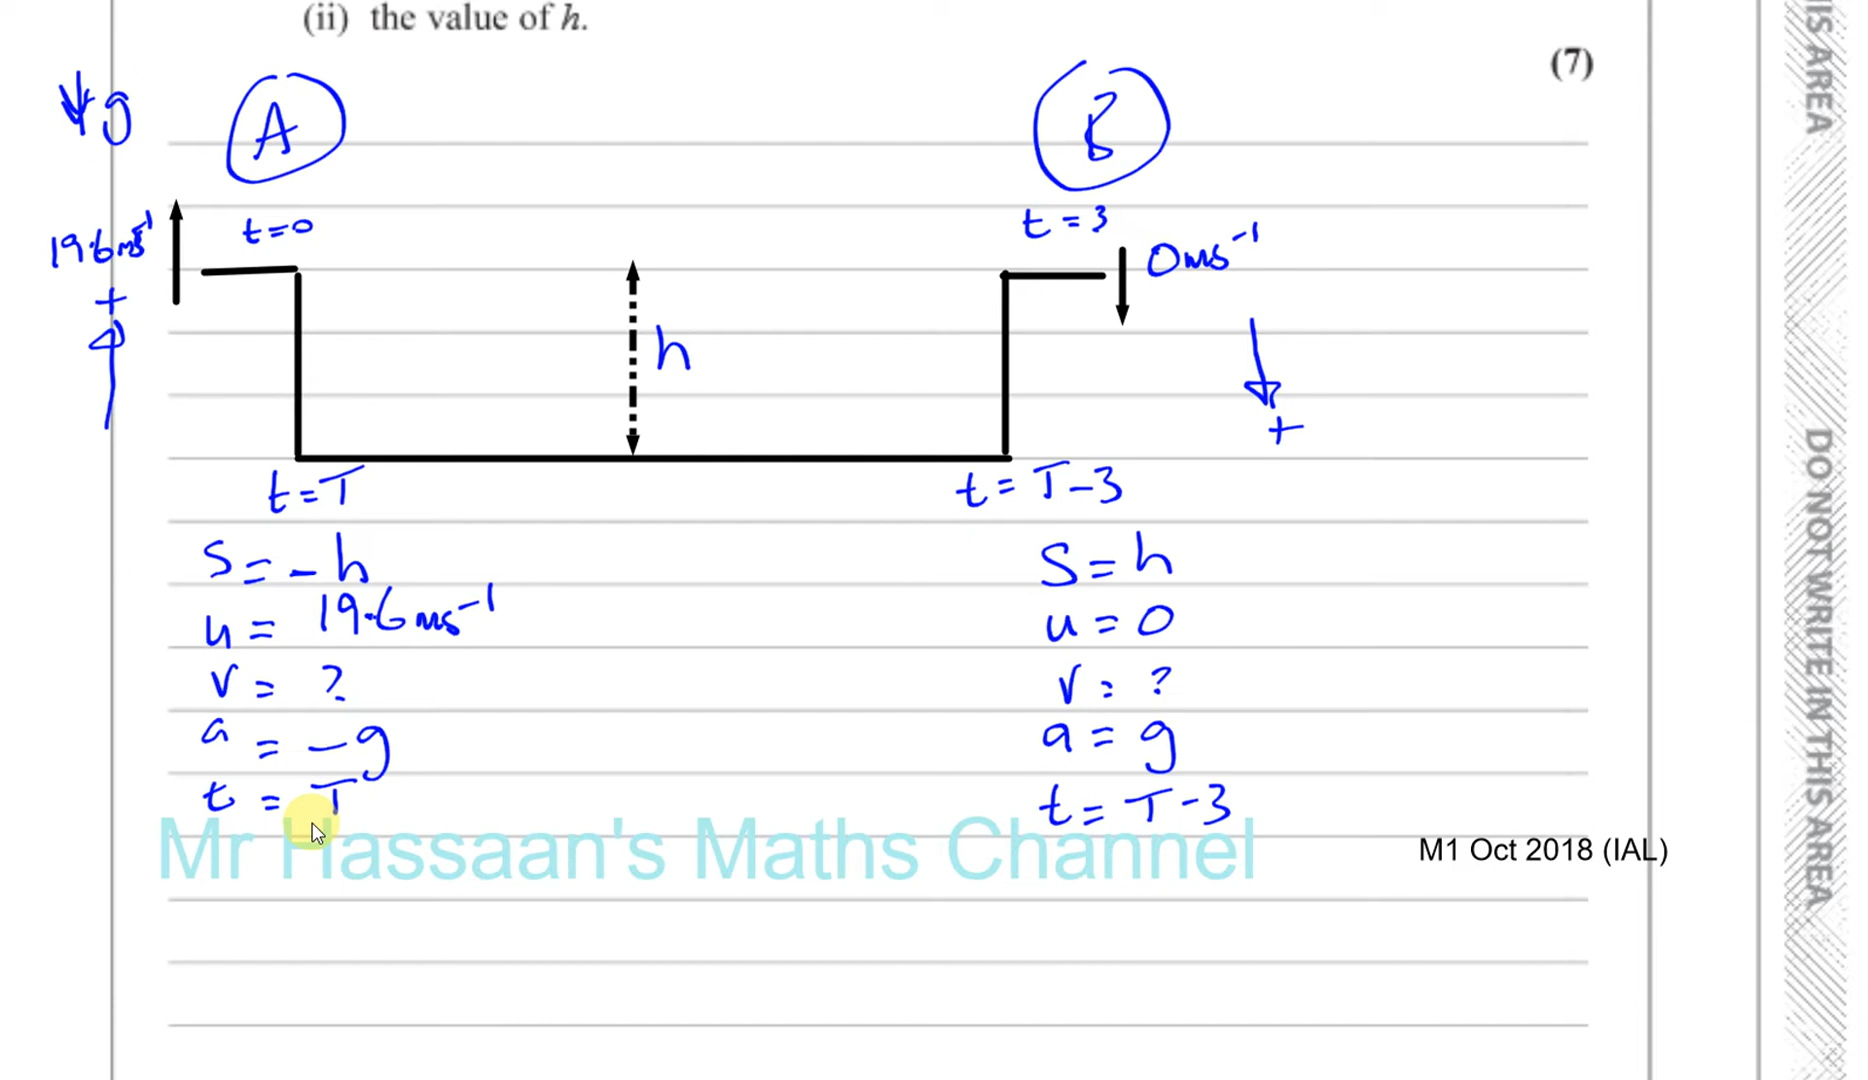 (ii) the value of h.
(7)
g
A
B
t=0
t = 3
19.6ms⁻¹
0ms⁻¹
+
h
+
t=T
t= T-3
s= -h
u= 19.6ms⁻¹
v= ?
a = -g
t = T
S= h
u = 0
v= ?
a = g
t= T-3
Mr Hassaan's Maths Channel
M1 Oct 2018 (IAL)
IS AREA
DO NOT WRITE IN THIS AREA